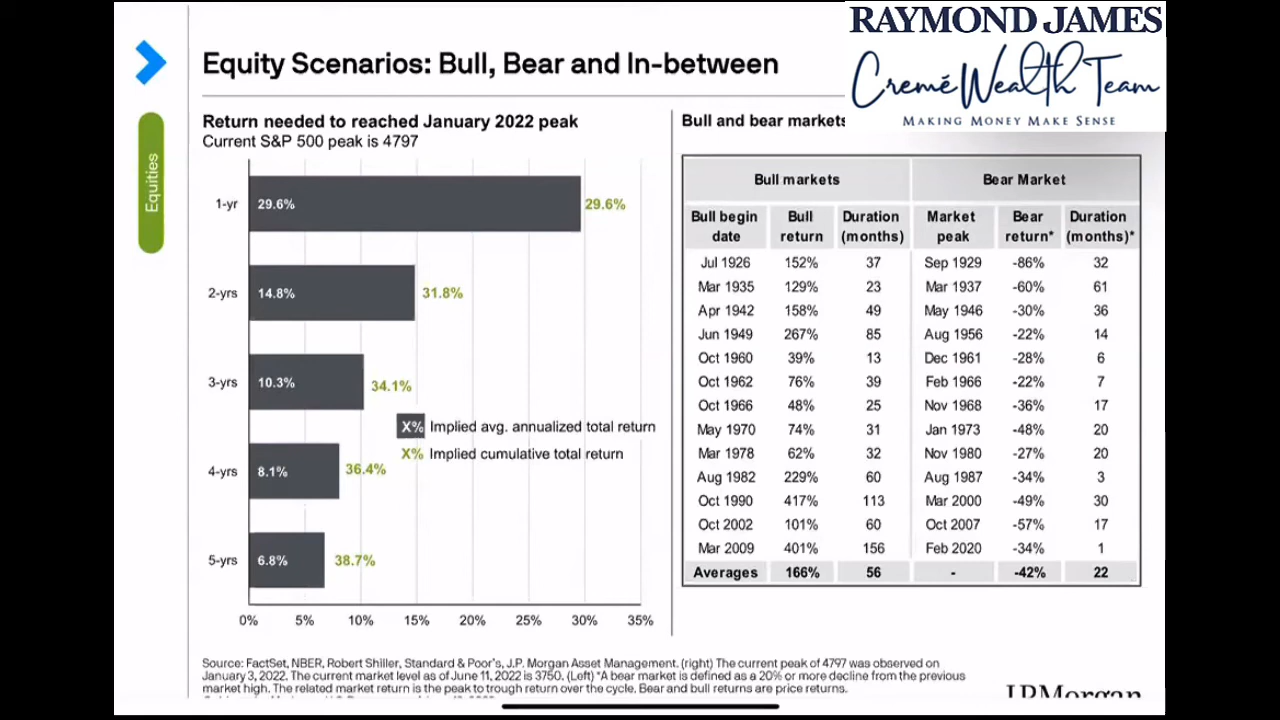 RAYMOND JAMES
Cremé Wealth Team
MAKING MONEY MAKE SENSE
Equity Scenarios: Bull, Bear and In-between
Equities
Return needed to reached January 2022 peak
Current S&P 500 peak is 4797
1-yr 29.6% 29.6%
2-yrs 14.8% 31.8%
3-yrs 10.3% 34.1%
X% Implied avg. annualized total return
X% Implied cumulative total return
4-yrs 8.1% 36.4%
5-yrs 6.8% 38.7%
0% 5% 10% 15% 20% 25% 30% 35%
Bull and bear markets
Bull markets Bear Market
Bull begin Bull Duration Market Bear Duration
date return (months) peak return* (months)*
Jul 1926 152% 37 Sep 1929 -86% 32
Mar 1935 129% 23 Mar 1937 -60% 61
Apr 1942 158% 49 May 1946 -30% 36
Jun 1949 267% 85 Aug 1956 -22% 14
Oct 1960 39% 13 Dec 1961 -28% 6
Oct 1962 76% 39 Feb 1966 -22% 7
Oct 1966 48% 25 Nov 1968 -36% 17
May 1970 74% 31 Jan 1973 -48% 20
Mar 1978 62% 32 Nov 1980 -27% 20
Aug 1982 229% 60 Aug 1987 -34% 3
Oct 1990 417% 113 Mar 2000 -49% 30
Oct 2002 101% 60 Oct 2007 -57% 17
Mar 2009 401% 156 Feb 2020 -34% 1
Averages 166% 56 - -42% 22
Source: FactSet, NBER, Robert Shiller, Standard & Poor's, J.P. Morgan Asset Management. (right) The current peak of 4797 was observed on
January 3, 2022. The current market level as of June 11, 2022 is 3750. (Left) *A bear market is defined as a 20% or more decline from the previous
market high. The related market return is the peak to trough return over the cycle. Bear and bull returns are price returns.
J.P.Morgan